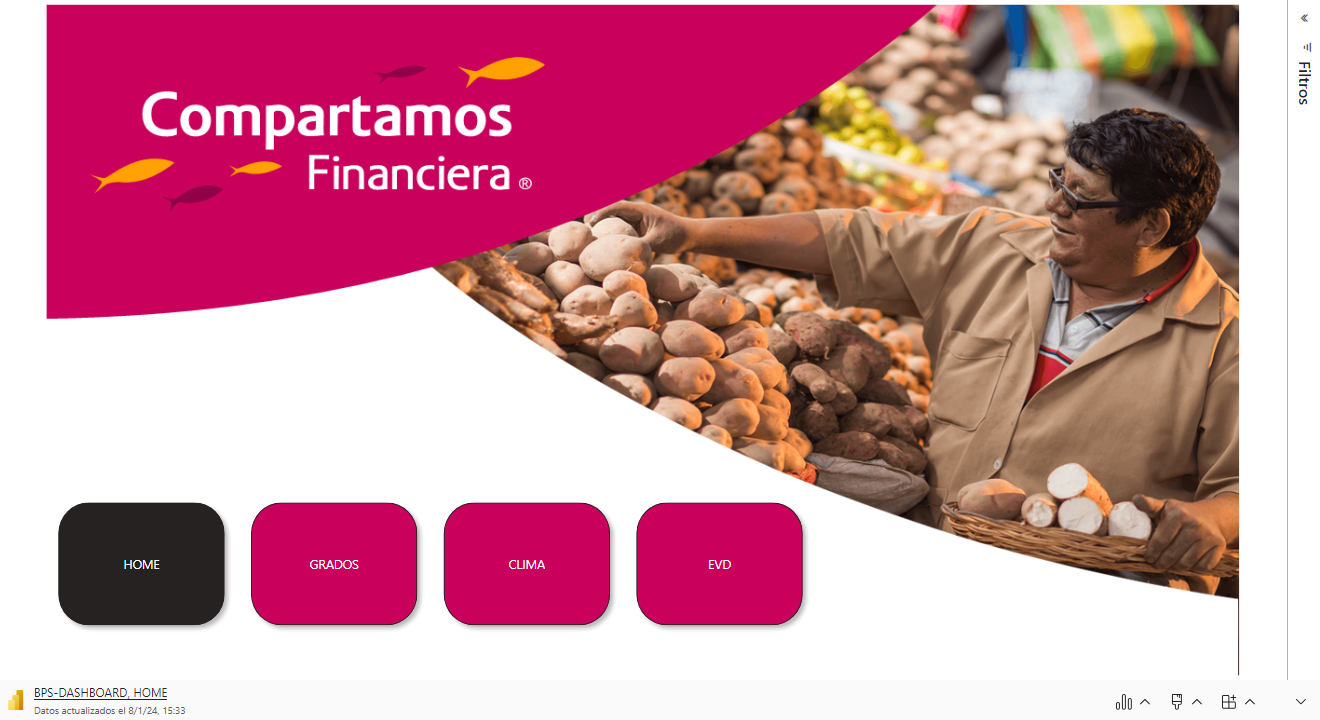 Compartamos
Financiera ®
Filtros
HOME
GRADOS
CLIMA
EVD
BPS-DASHBOARD, HOME
Datos actualizados el 8/1/24, 15:33